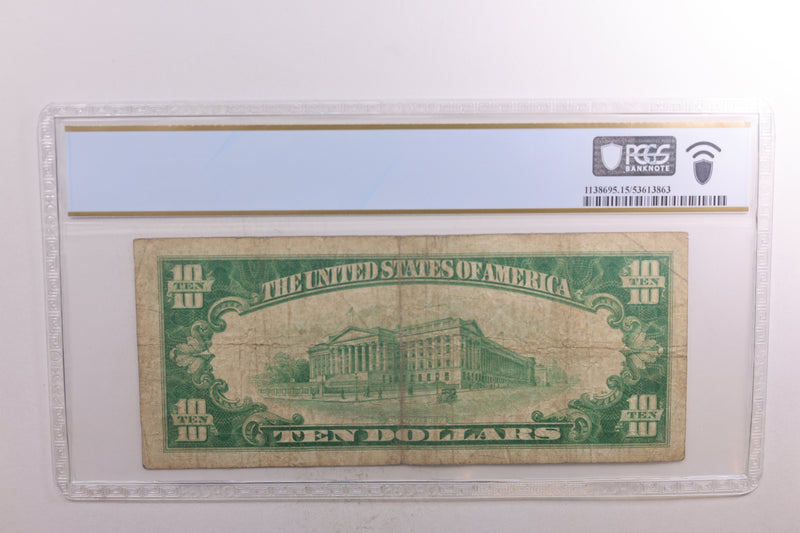 PCGS
BANKNOTE
1138695.15/53613863
10 TEN 10
THE UNITED STATES OF AMERICA
10 TEN 10
10 TEN 10
TEN DOLLARS
10 TEN 10